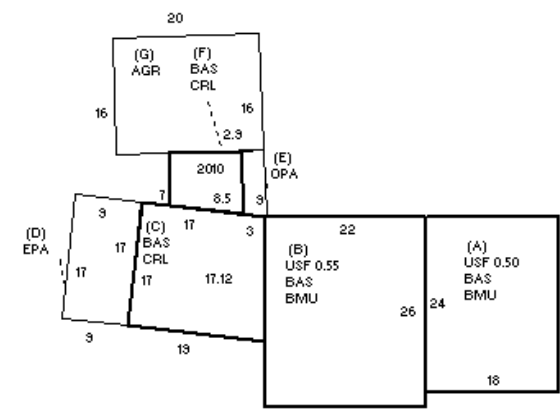 20
(G)
AGR
(F)
BAS
CRL
16
16
2.9
(E)
OPA
2010
7
8.5
9
9
17
3
22
(D)
EPA
17
(C)
BAS
CRL
17
17
17.12
(B)
USF 0.55
BAS
BMU
(A)
USF 0.50
BAS
BMU
26
24
9
19
18